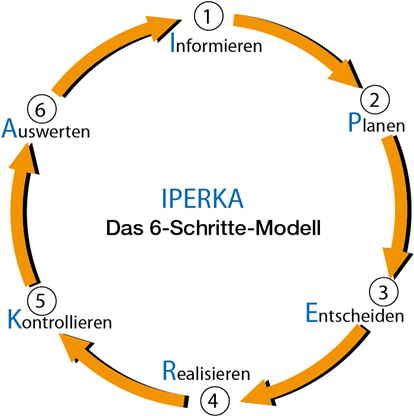 1
Informieren
2
Planen
3
Entscheiden
Realisieren
4
5
Kontrollieren
6
Auswerten
IPERKA
Das 6-Schritte-Modell